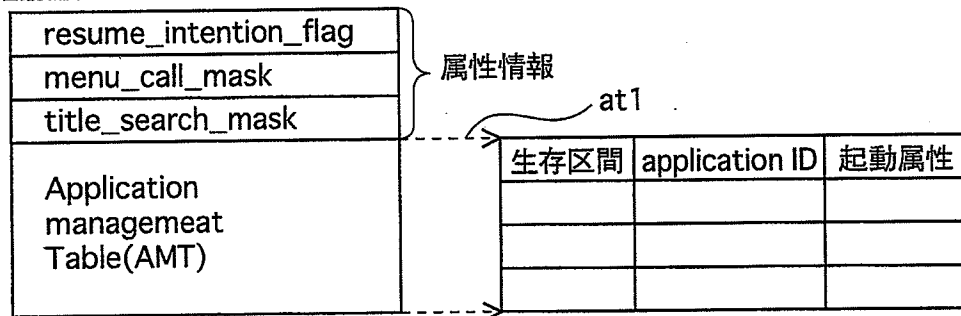 resume_intention_flag
menu_call_mask
title_search_mask
属性情報
at1
生存区間 application ID 起動属性
Application
managemeat
Table(AMT)